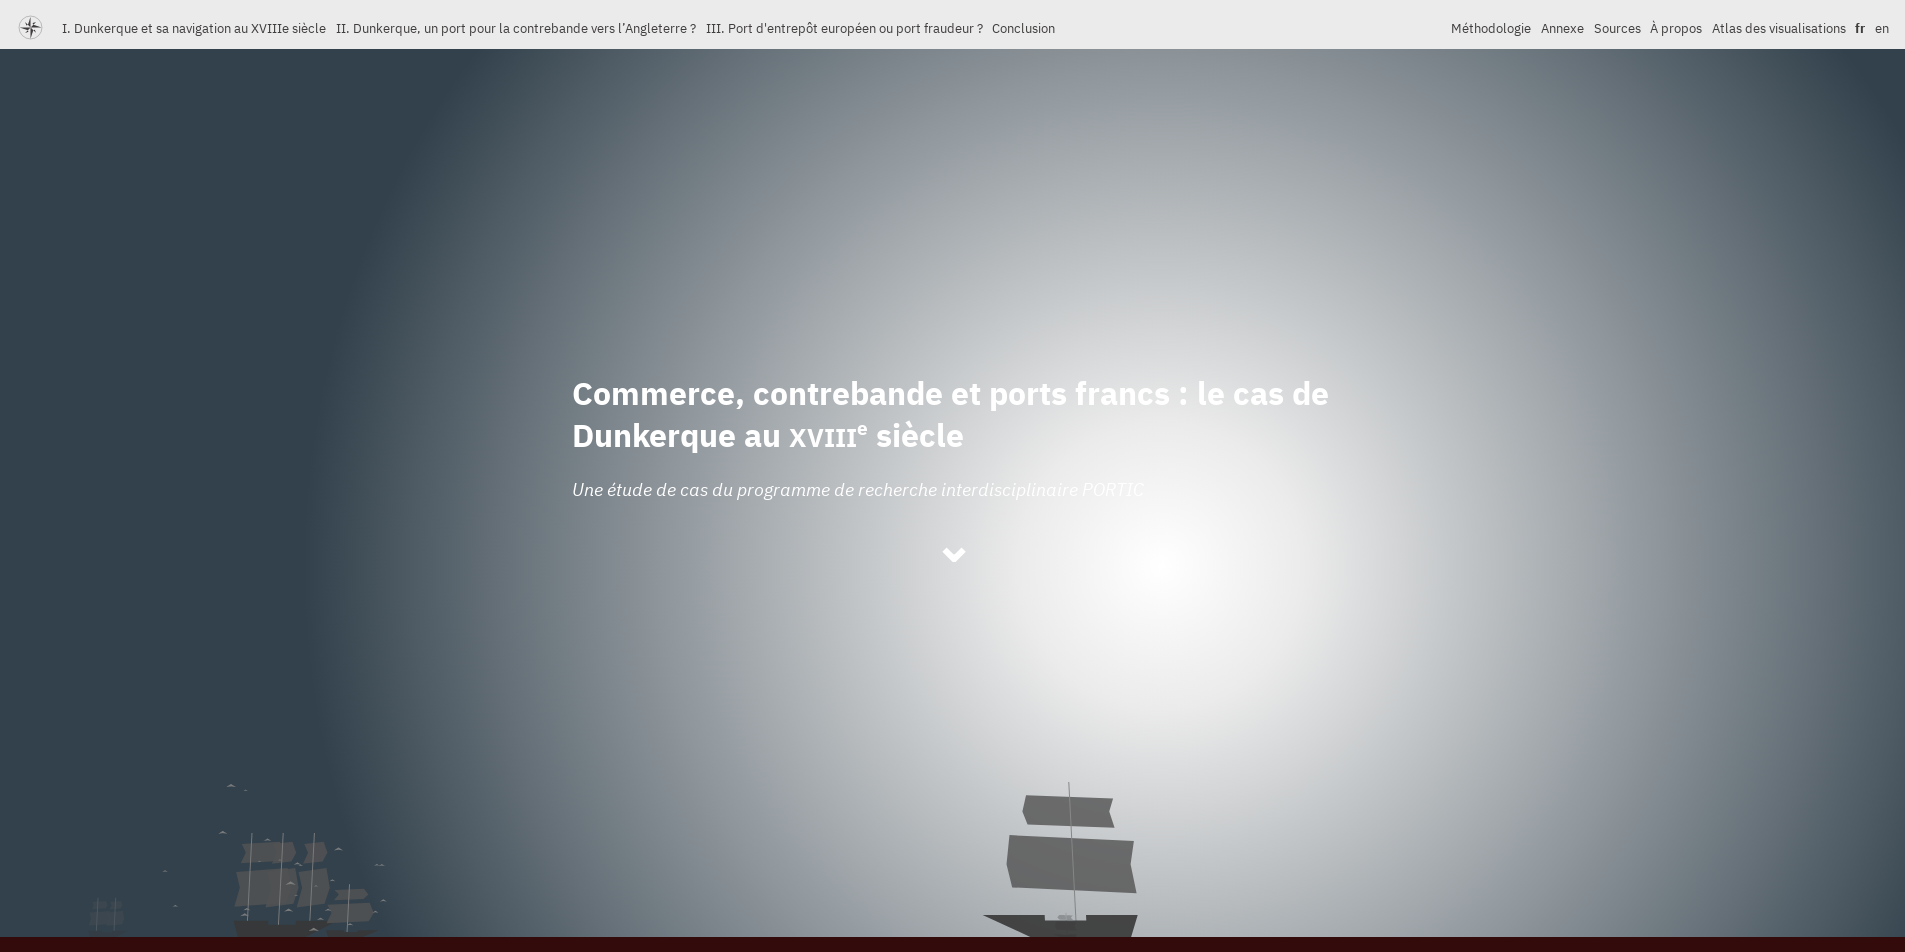 I. Dunkerque et sa navigation au XVIIIe siècle II. Dunkerque, un port pour la contrebande vers l’Angleterre ? III. Port d'entrepôt européen ou port fraudeur ? Conclusion Méthodologie Annexe Sources À propos Atlas des visualisations fr en
Commerce, contrebande et ports francs : le cas de
Dunkerque au XVIIIe siècle
Une étude de cas du programme de recherche interdisciplinaire PORTIC